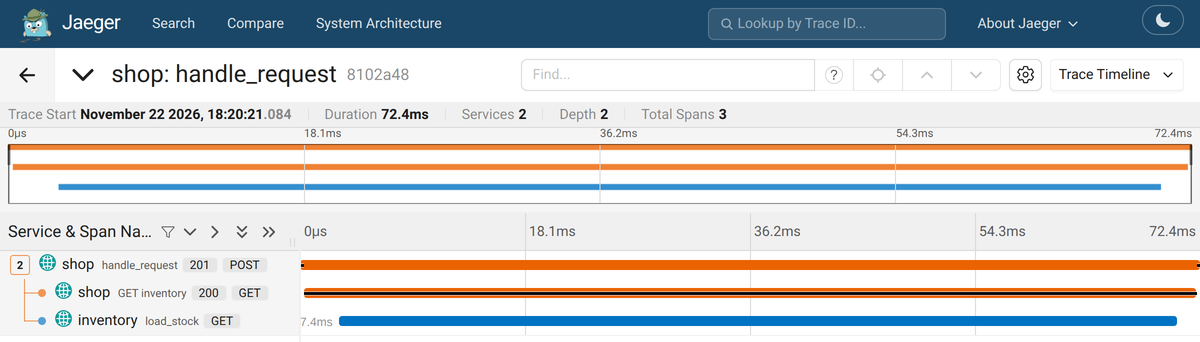 Jaeger Search Compare System Architecture Lookup by Trace ID... About Jaeger
shop: handle_request 8102a48 Find... ? Trace Timeline
Trace Start November 22 2026, 18:20:21.084 Duration 72.4ms Services 2 Depth 2 Total Spans 3
0μs 18.1ms 36.2ms 54.3ms 72.4ms
Service & Span Na... 0μs 18.1ms 36.2ms 54.3ms 72.4ms
2 shop handle_request 201 POST
shop GET inventory 200 GET
inventory load_stock GET 7.4ms